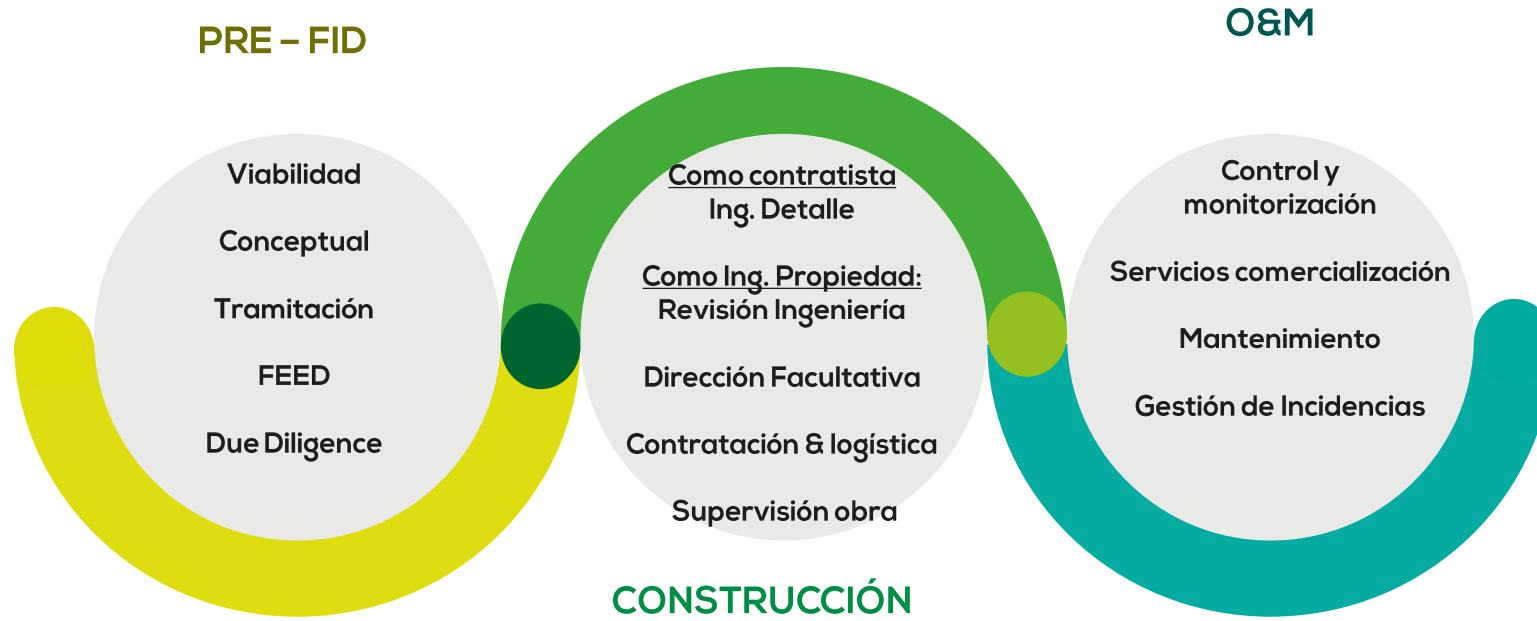 PRE – FID
Viabilidad
Conceptual
Tramitación
FEED
Due Diligence
Como contratista
Ing. Detalle
Como Ing. Propiedad:
Revisión Ingeniería
Dirección Facultativa
Contratación & logística
Supervisión obra
CONSTRUCCIÓN
O&M
Control y
monitorización
Servicios comercialización
Mantenimiento
Gestión de Incidencias